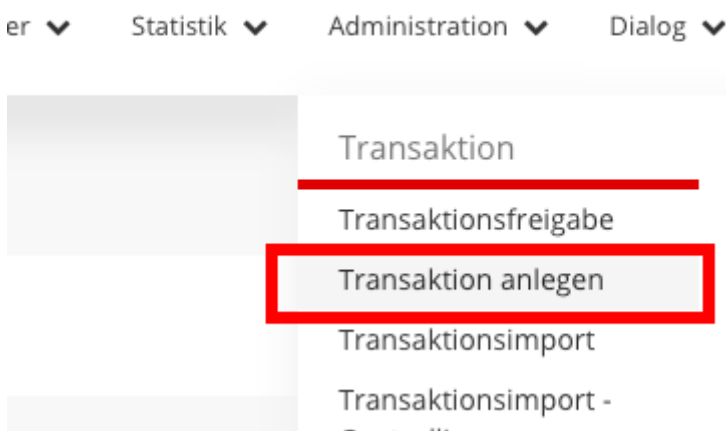 er Statistik Administration Dialog
Transaktion
Transaktionsfreigabe
Transaktion anlegen
Transaktionsimport
Transaktionsimport -